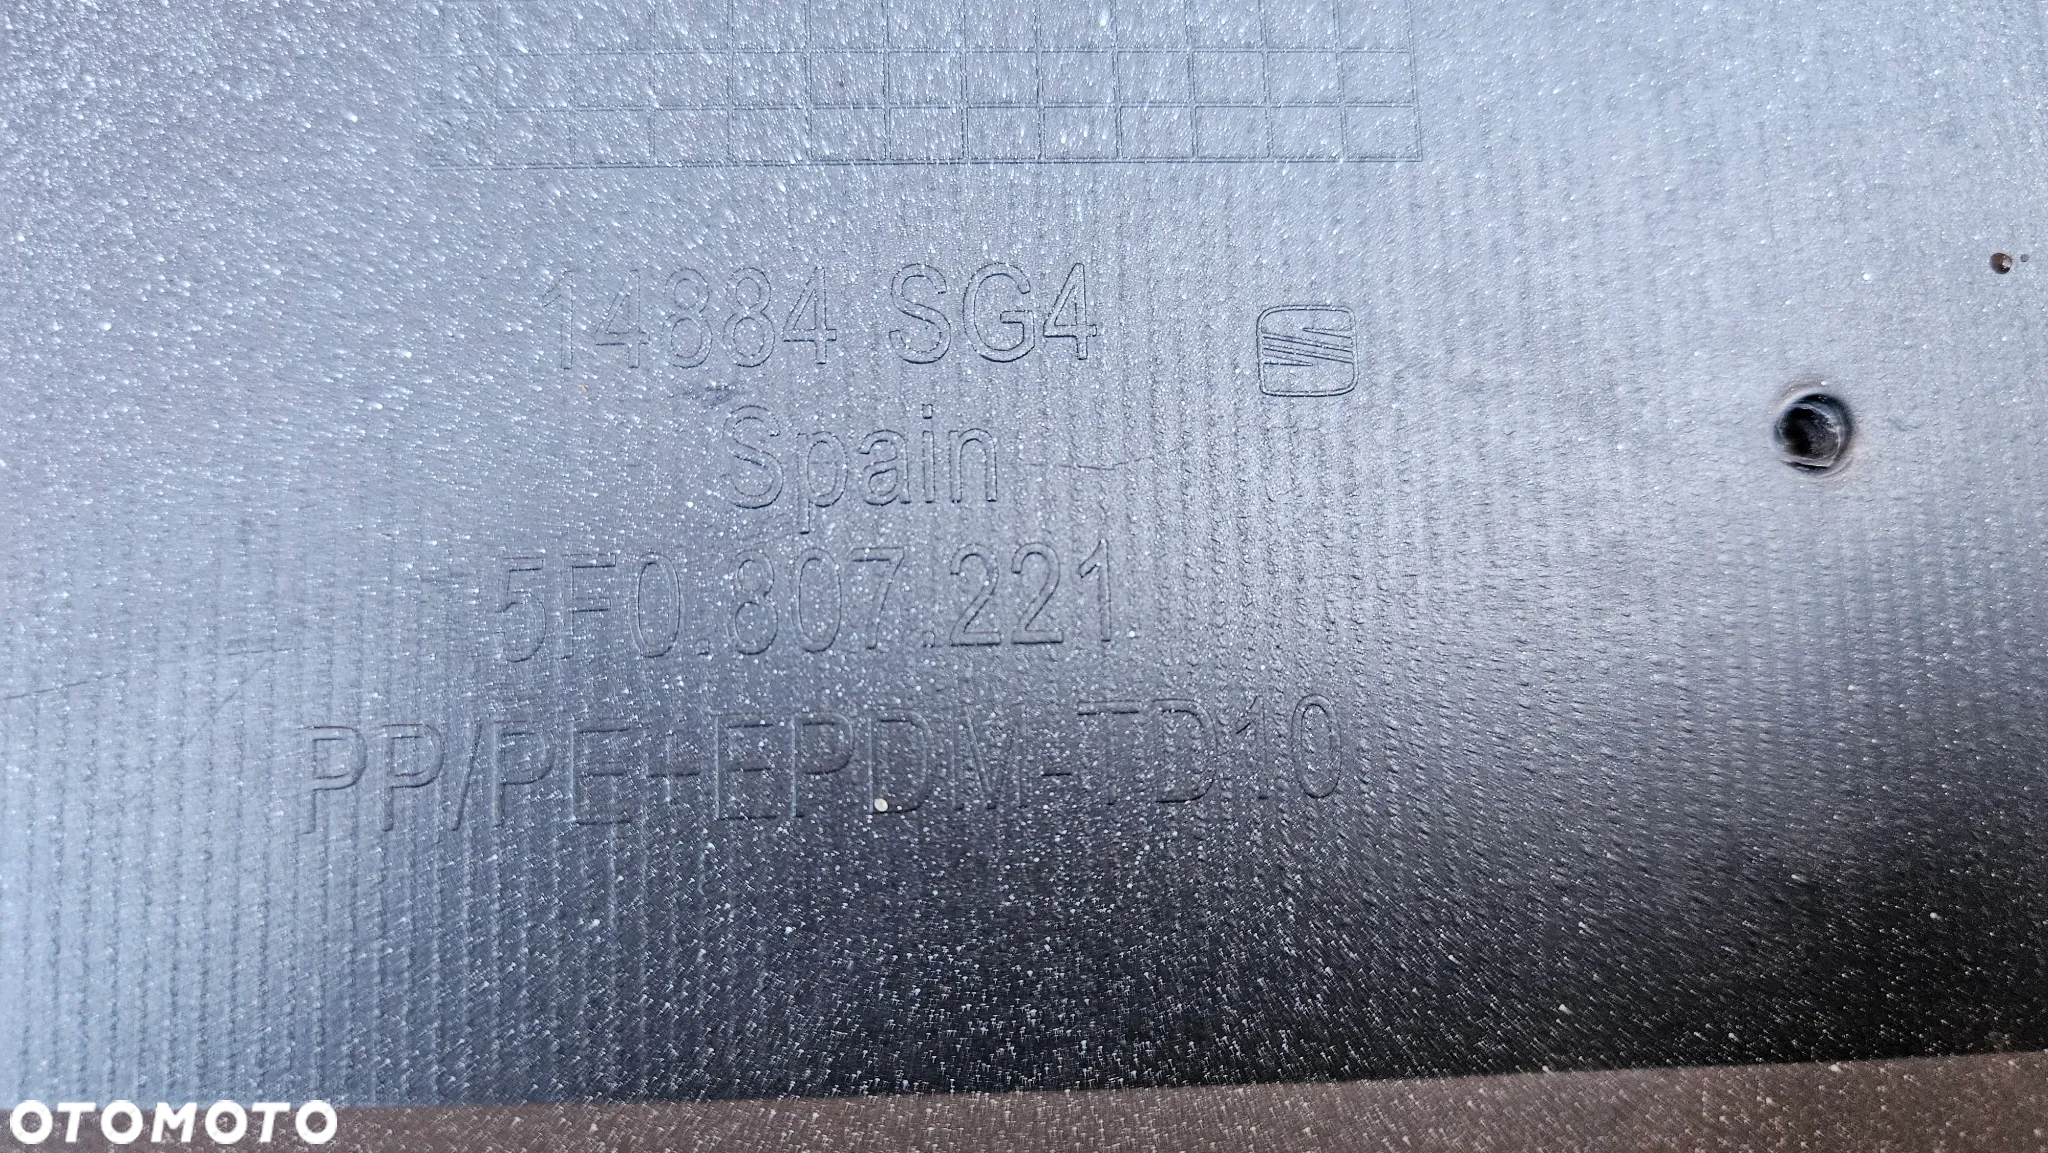 14884 SG4
Spain
5F0.807.221
PP/PE+EPDM-TD10
OTOMOTO